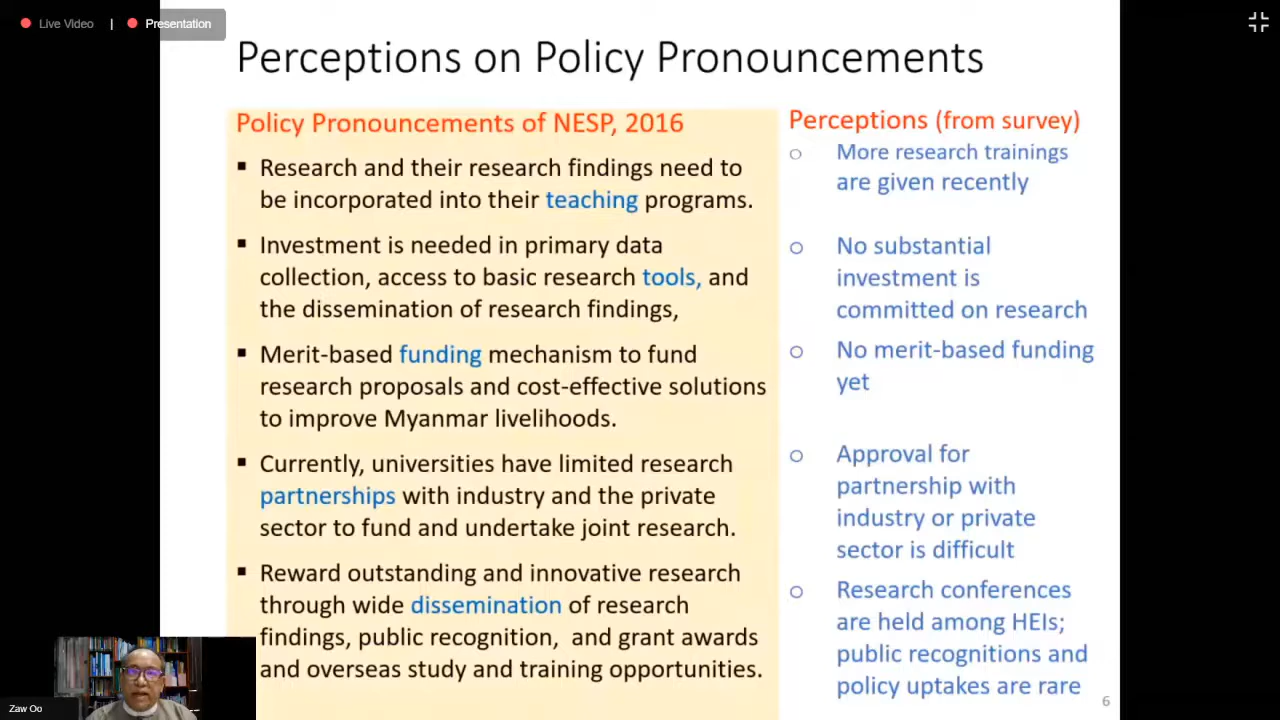 Live Video | Presentation
Perceptions on Policy Pronouncements
Policy Pronouncements of NESP, 2016
▪ Research and their research findings need to
be incorporated into their teaching programs.
▪ Investment is needed in primary data
collection, access to basic research tools, and
the dissemination of research findings,
▪ Merit-based funding mechanism to fund
research proposals and cost-effective solutions
to improve Myanmar livelihoods.
▪ Currently, universities have limited research
partnerships with industry and the private
sector to fund and undertake joint research.
▪ Reward outstanding and innovative research
through wide dissemination of research
findings, public recognition, and grant awards
and overseas study and training opportunities.
Perceptions (from survey)
o More research trainings
are given recently
o No substantial
investment is
committed on research
o No merit-based funding
yet
o Approval for
partnership with
industry or private
sector is difficult
o Research conferences
are held among HEIs;
public recognitions and
policy uptakes are rare
6
Zaw Oo